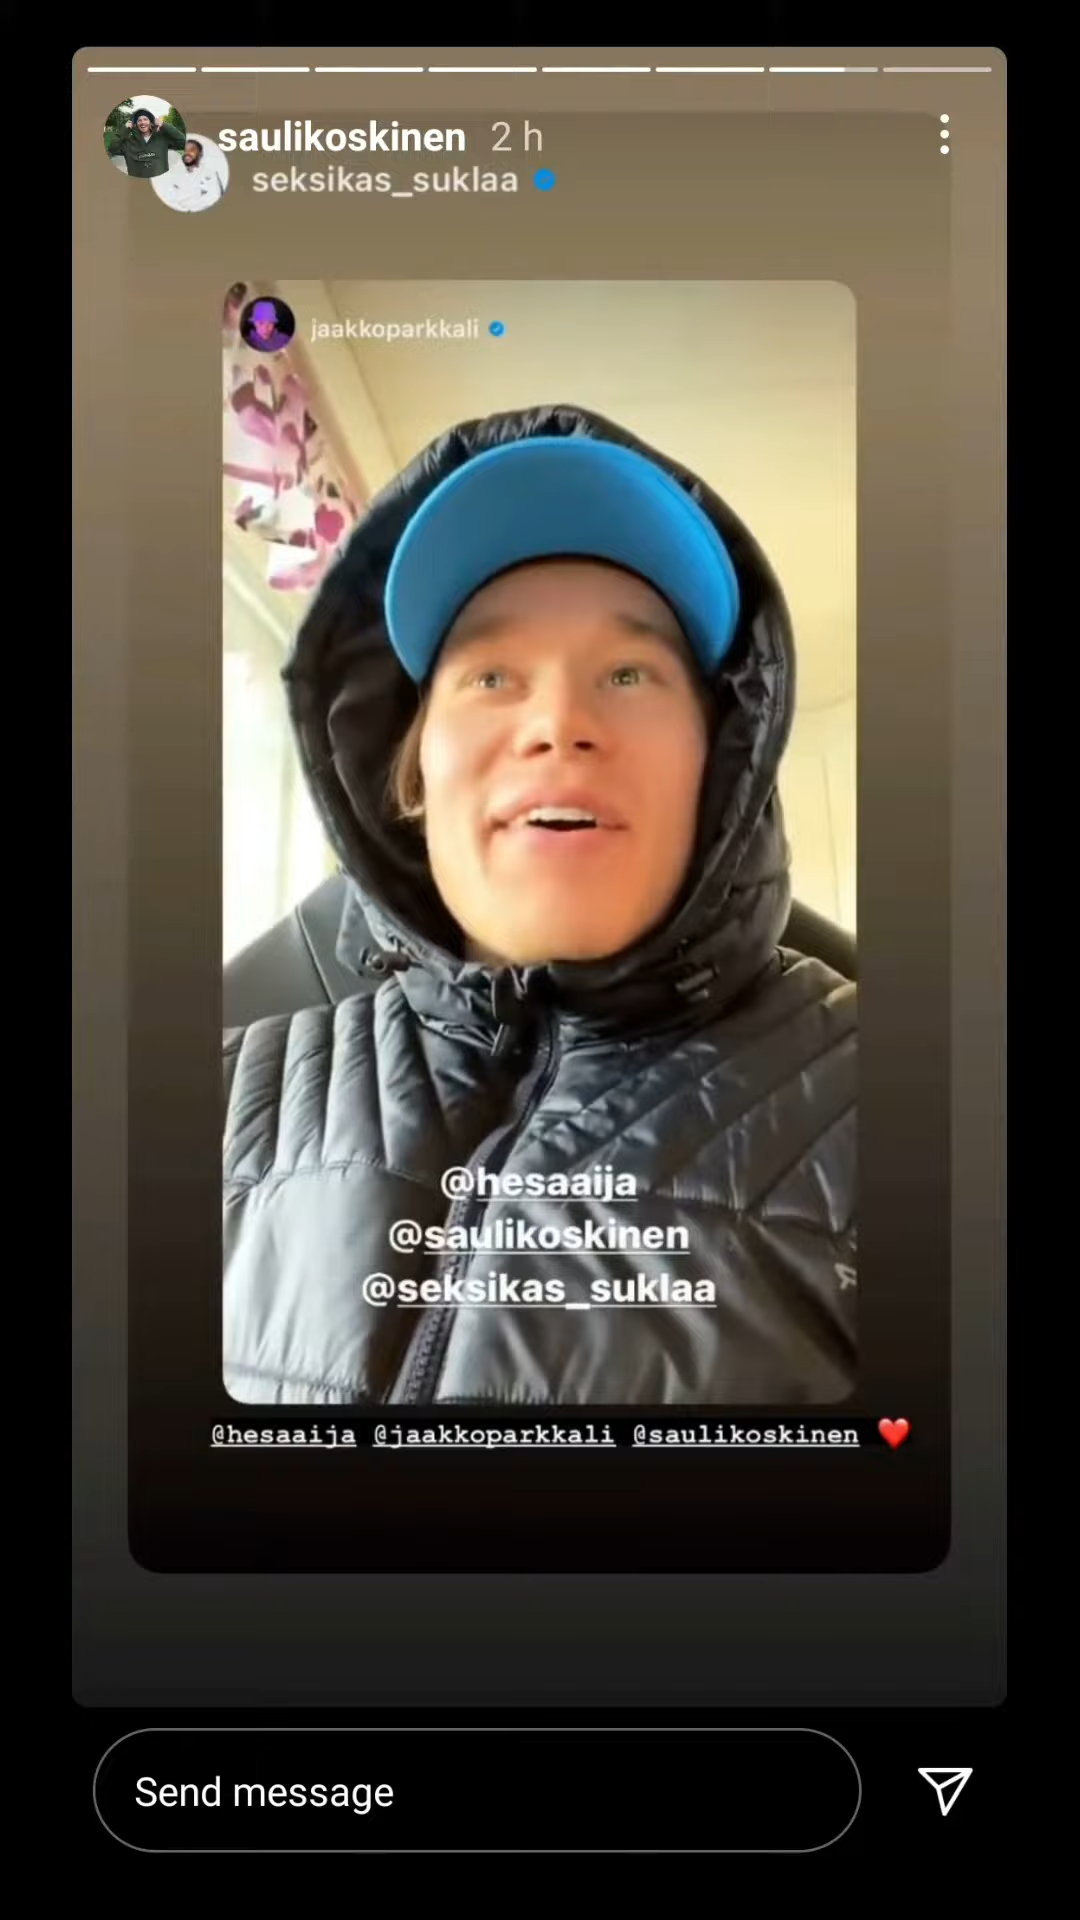 saulikoskinen 2 h
seksikas_suklaa
jaakkoparkkali
@hesaaija
@saulikoskinen
@seksikas_suklaa
@hesaaija @jaakkoparkkali @saulikoskinen ❤️
Send message